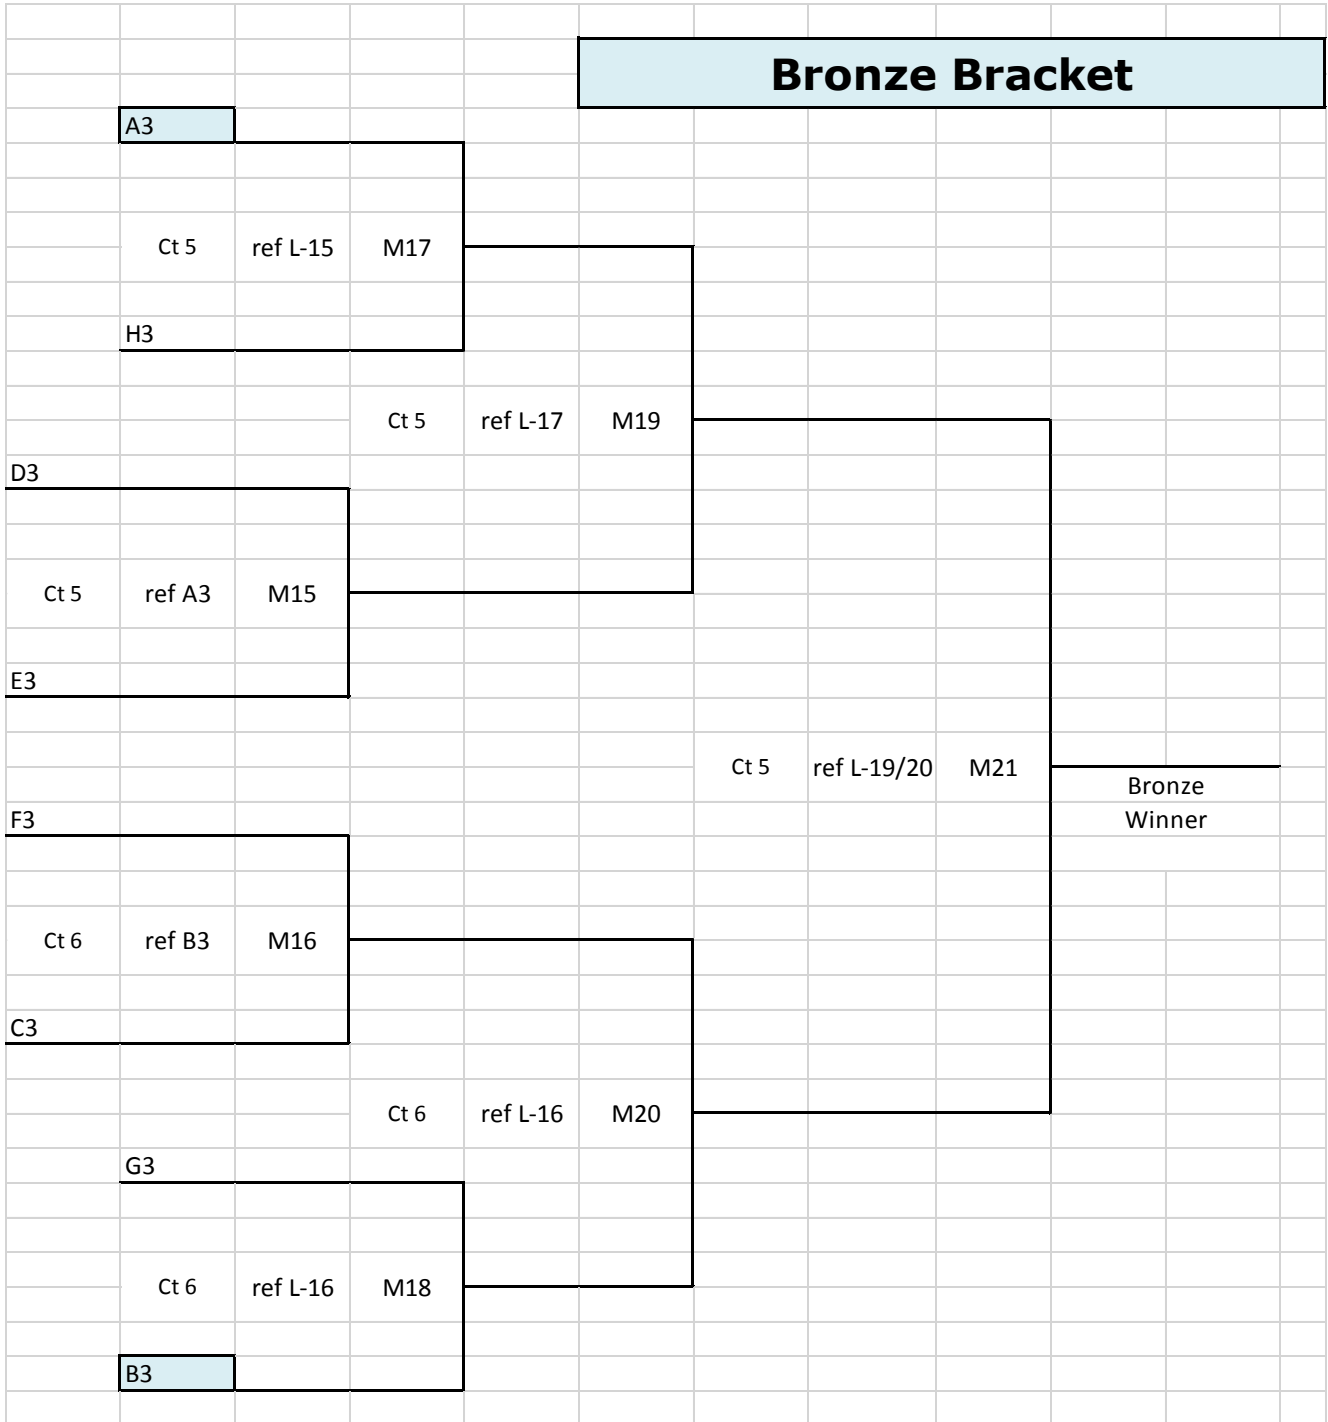 Bronze Bracket
A3
Ct 5 ref L-15 M17
H3
Ct 5 ref L-17 M19
D3
Ct 5 ref A3 M15
E3
Ct 5 ref L-19/20 M21
Bronze
Winner
F3
Ct 6 ref B3 M16
C3
Ct 6 ref L-16 M20
G3
Ct 6 ref L-16 M18
B3